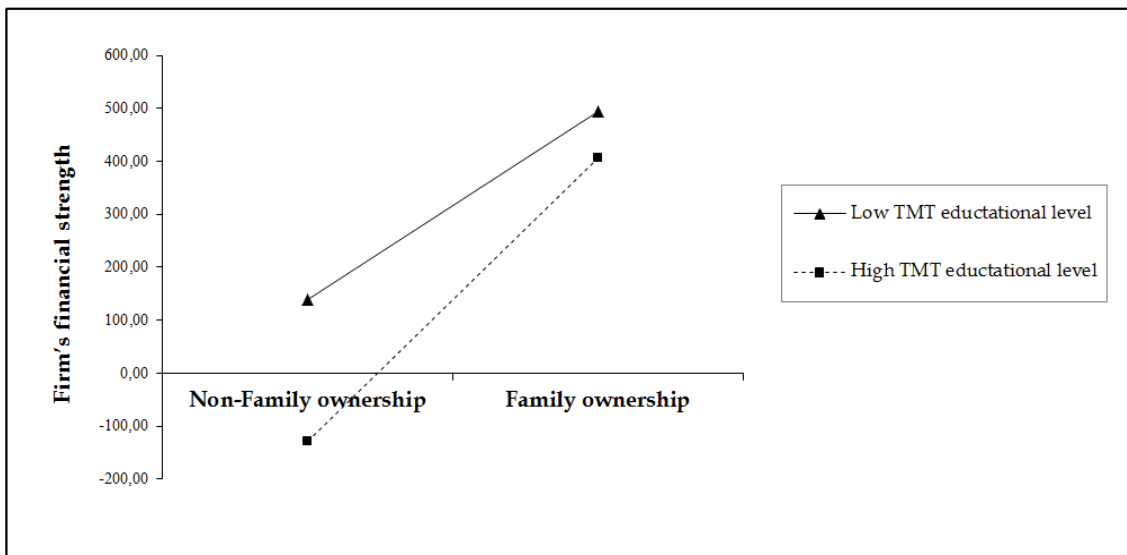 600,00
500,00
400,00
300,00
200,00
100,00
0,00
-100,00
-200,00
Firm's financial strength
Non-Family ownership
Family ownership
Low TMT eductational level
High TMT eductational level